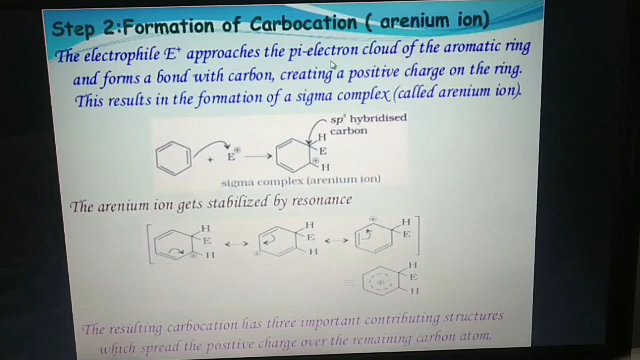 Step 2:Formation of Carbocation ( arenium ion)
The electrophile E⁺ approaches the pi-electron cloud of the aromatic ring
and forms a bond with carbon, creating a positive charge on the ring.
This results in the formation of a sigma complex (called arenium ion).
sp³ hybridised
carbon
H
+ E⊕
E
⊕
H
sigma complex (arenium ion)
The arenium ion gets stabilized by resonance
H
E
⊕ H
H
E
⊕ H
⊕
H
E
H
= ⊕ E
H
The resulting carbocation has three important contributing structures
which spread the positive charge over the remaining carbon atom.